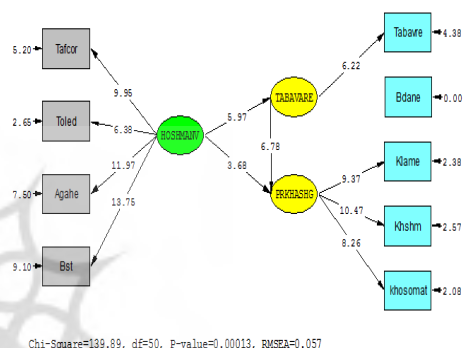 5.20 Tafcor
2.65 Toled
7.50 Agahe
9.10 Bst
9.95
6.38
11.97
13.75
HOSHMANV
5.97
3.68
TABAVARE
6.78
PRKHASHG
6.22
9.37
10.47
8.26
Tabavre 4.38
Bdane 0.00
Klame 2.38
Khshm 2.57
khosomat 2.08
Chi-Square=139.89, df=50, P-value=0.00013, RMSEA=0.057